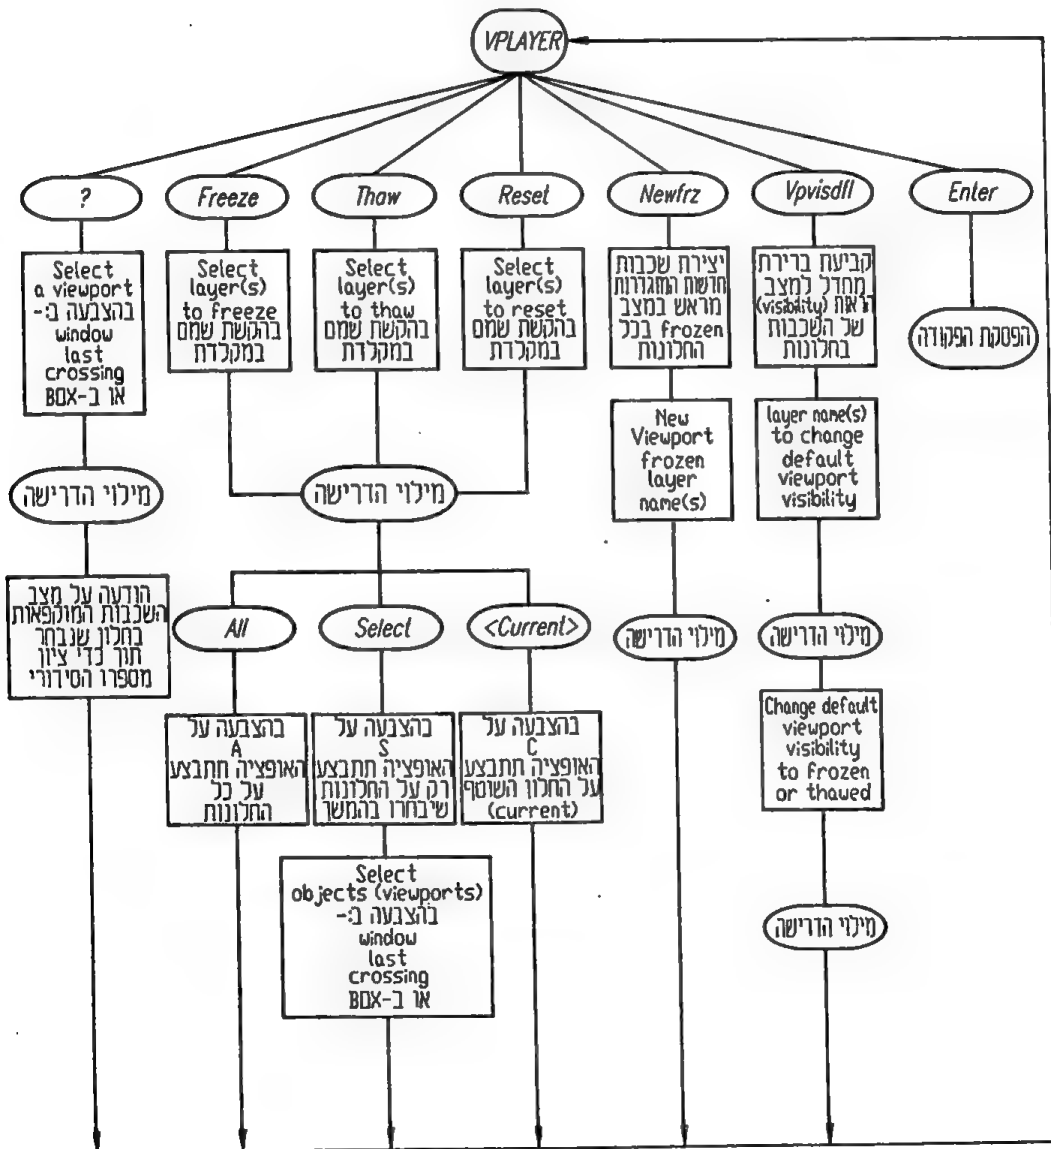 VPLAYER
?
Freeze
Thaw
Reset
Newfrz
Vpvisdfl
Enter
Select
a viewport
בהצבעה ב:-
window
last
crossing
או ב-BOX
Select
layer(s)
to freeze
בהקשת שמם
במקלדת
Select
layer(s)
to thaw
בהקשת שמם
במקלדת
Select
layer(s)
to reset
בהקשת שמם
במקלדת
יצירת שכבות
חדשות המוגדרות
מראש במצב
frozen בכל
החלונות
קביעת ברירת
מחדל למצב
(visibility)
של השכבות
בחלונות
הפסקת הפקודה
New
Viewport
frozen
layer
name(s)
layer name(s)
to change
default
viewport
visibility
מילוי הדרישה
מילוי הדרישה
הודעה על מצב
השכבות המוקפאות
בחלון שנבחר
תוך כדי ציון
מספרו הסידורי
All
Select
<Current>
מילוי הדרישה
מילוי הדרישה
בהצבעה על
A
האופציה תתבצע
על כל
החלונות
בהצבעה על
S
האופציה תתבצע
רק על החלונות
שיבחרו בהמשך
בהצבעה על
C
האופציה תתבצע
על החלון השוטף
(current)
Change default
viewport
visibility
to frozen
or thawed
Select
objects (viewports)
בהצבעה ב:-
window
last
crossing
או ב-BOX
מילוי הדרישה